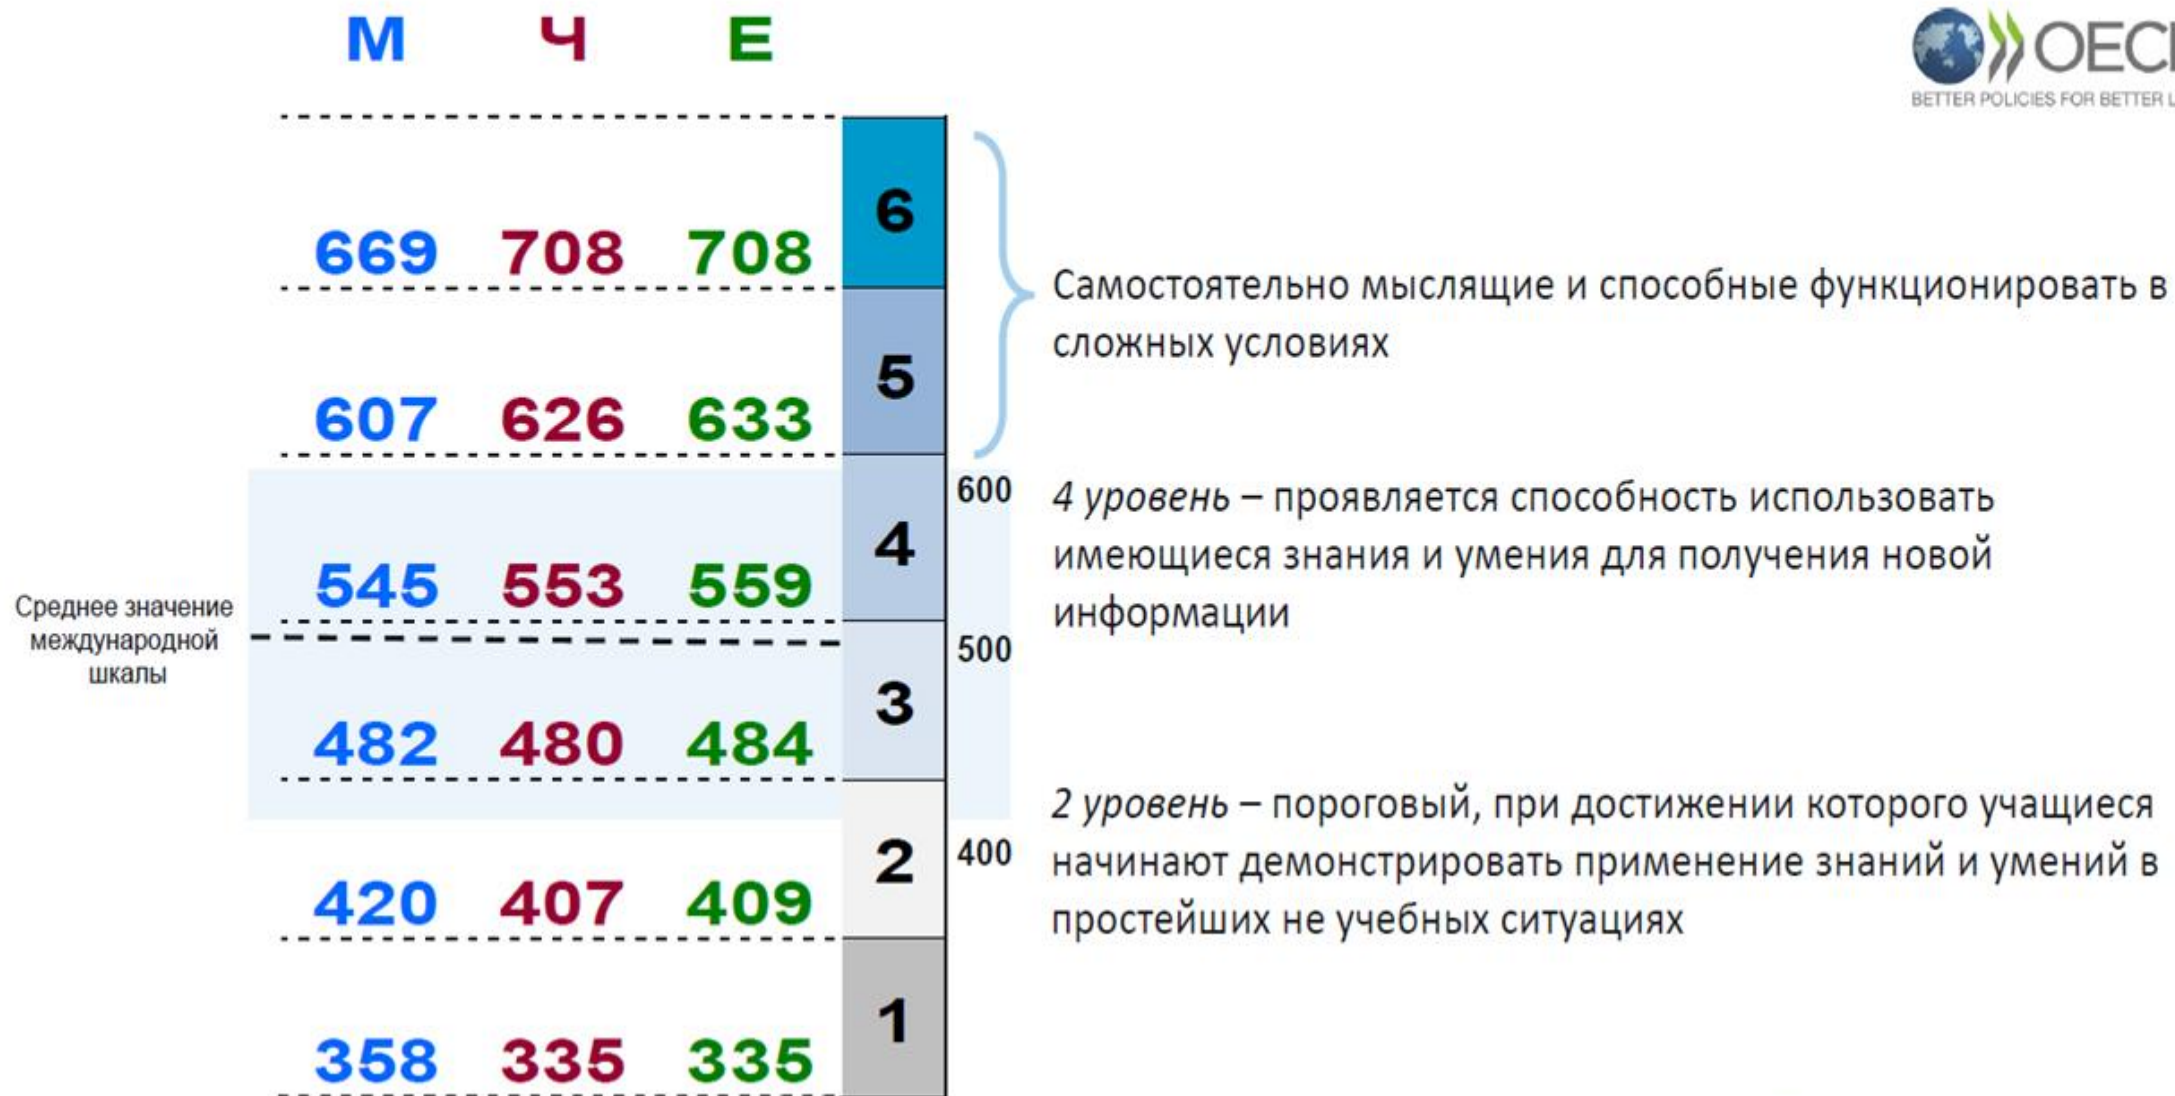 М Ч Е
OECD
BETTER POLICIES FOR BETTER L
6
669 708 708
Самостоятельно мыслящие и способные функционировать в
сложных условиях
5
607 626 633
600
4 уровень – проявляется способность использовать
имеющиеся знания и умения для получения новой
информации
4
545 553 559
Среднее значение
международной
шкалы
500
3
482 480 484
2 уровень – пороговый, при достижении которого учащиеся
начинают демонстрировать применение знаний и умений в
простейших не учебных ситуациях
2
400
420 407 409
1
358 335 335